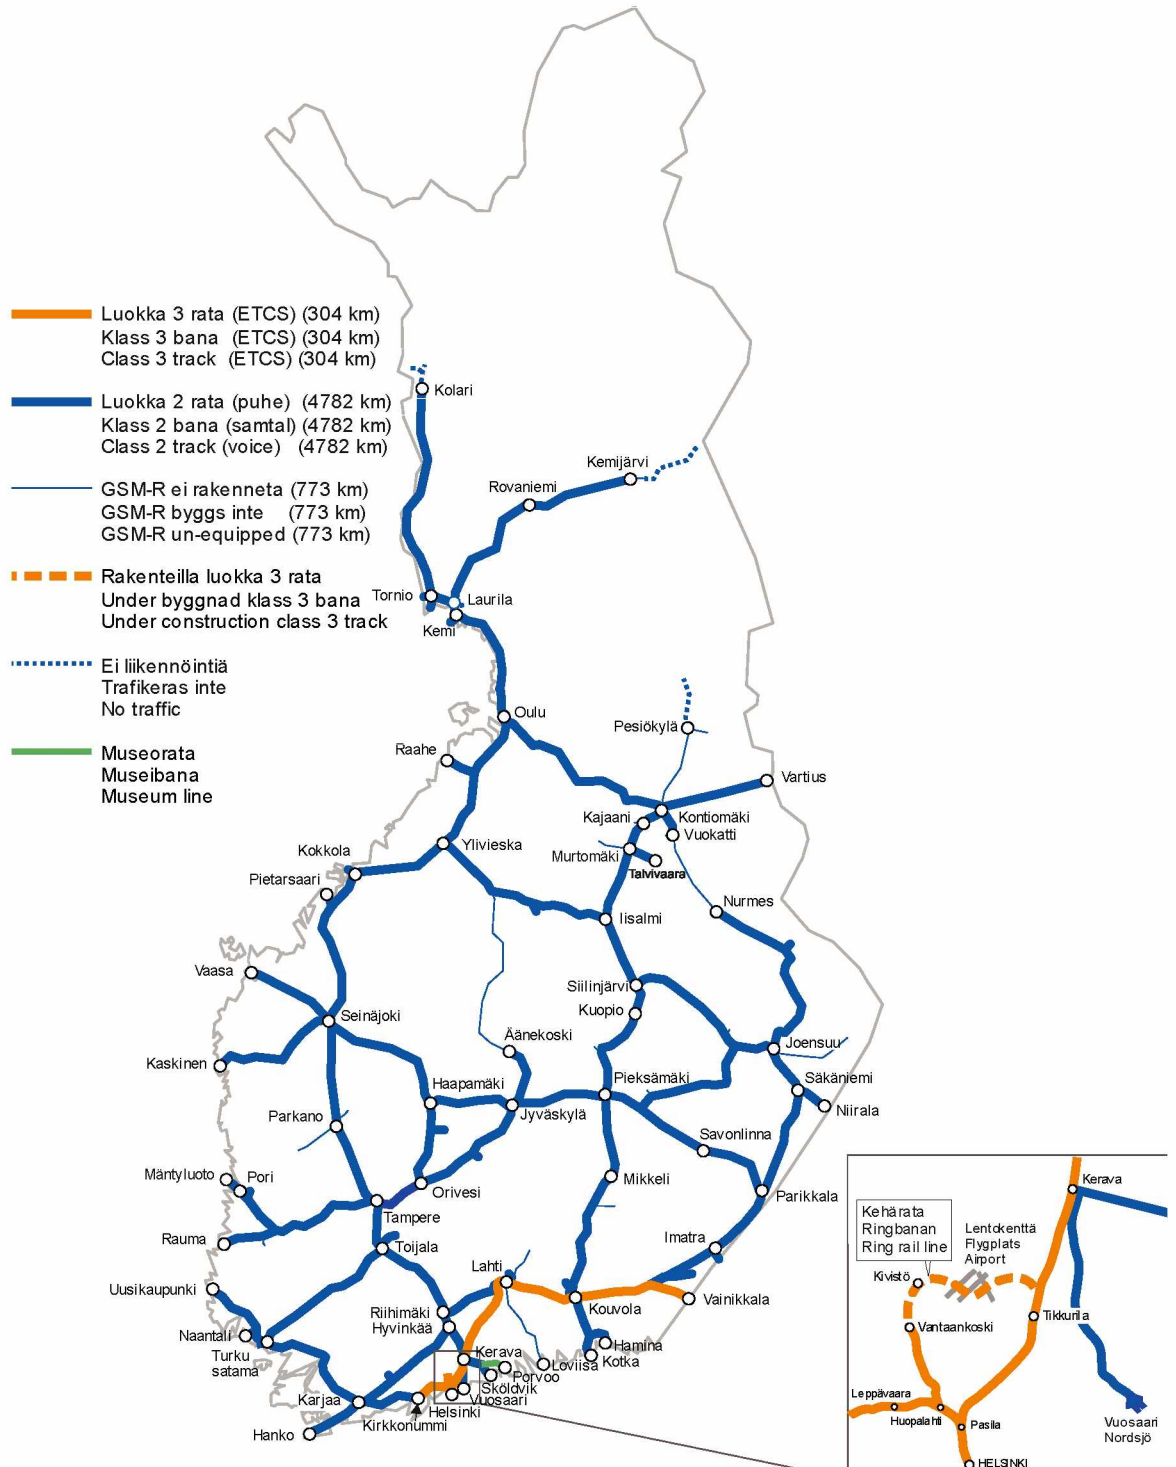 Luokka 3 rata (ETCS) (304 km)
Klass 3 bana (ETCS) (304 km)
Class 3 track (ETCS) (304 km)
Luokka 2 rata (puhe) (4782 km)
Klass 2 bana (samtal) (4782 km)
Class 2 track (voice) (4782 km)
GSM-R ei rakenneta (773 km)
GSM-R byggs inte (773 km)
GSM-R un-equipped (773 km)
Rakenteilla luokka 3 rata
Under byggnad klass 3 bana
Under construction class 3 track
Ei liikennöintiä
Trafikeras inte
No traffic
Museorata
Museibana
Museum line
Kolari
Kemijärvi
Rovaniemi
Tornio
Laurila
Kemi
Oulu
Pesiökylä
Raahe
Vartius
Kajaani
Kontiomäki
Vuokatti
Ylivieska
Kokkola
Murtomäki
Talvivaara
Pietarsaari
Nurmes
Iisalmi
Vaasa
Siilinjärvi
Kuopio
Seinäjoki
Äänekoski
Joensuu
Kaskinen
Haapamäki
Pieksämäki
Säkäniemi
Niirala
Parkano
Jyväskylä
Savonlinna
Mäntyluoto
Pori
Orivesi
Mikkeli
Parikkala
Tampere
Rauma
Toijala
Imatra
Lahti
Uusikaupunki
Riihimäki
Hyvinkää
Kouvola
Vainikkala
Naantali
Turku
satama
Kerava
Hamina
Kotka
Loviisa
Porvoo
Sköldvik
Vuosaari
Karjaa
Helsinki
Kirkkonummi
Hanko
Kerava
Kehärata
Ringbanan
Ring rail line
Lentokenttä
Flygplats
Airport
Kivistö
Vantaankoski
Tikkurila
Leppävaara
Huopalahti
Pasila
Vuosaari
Nordsjö
HELSINKI